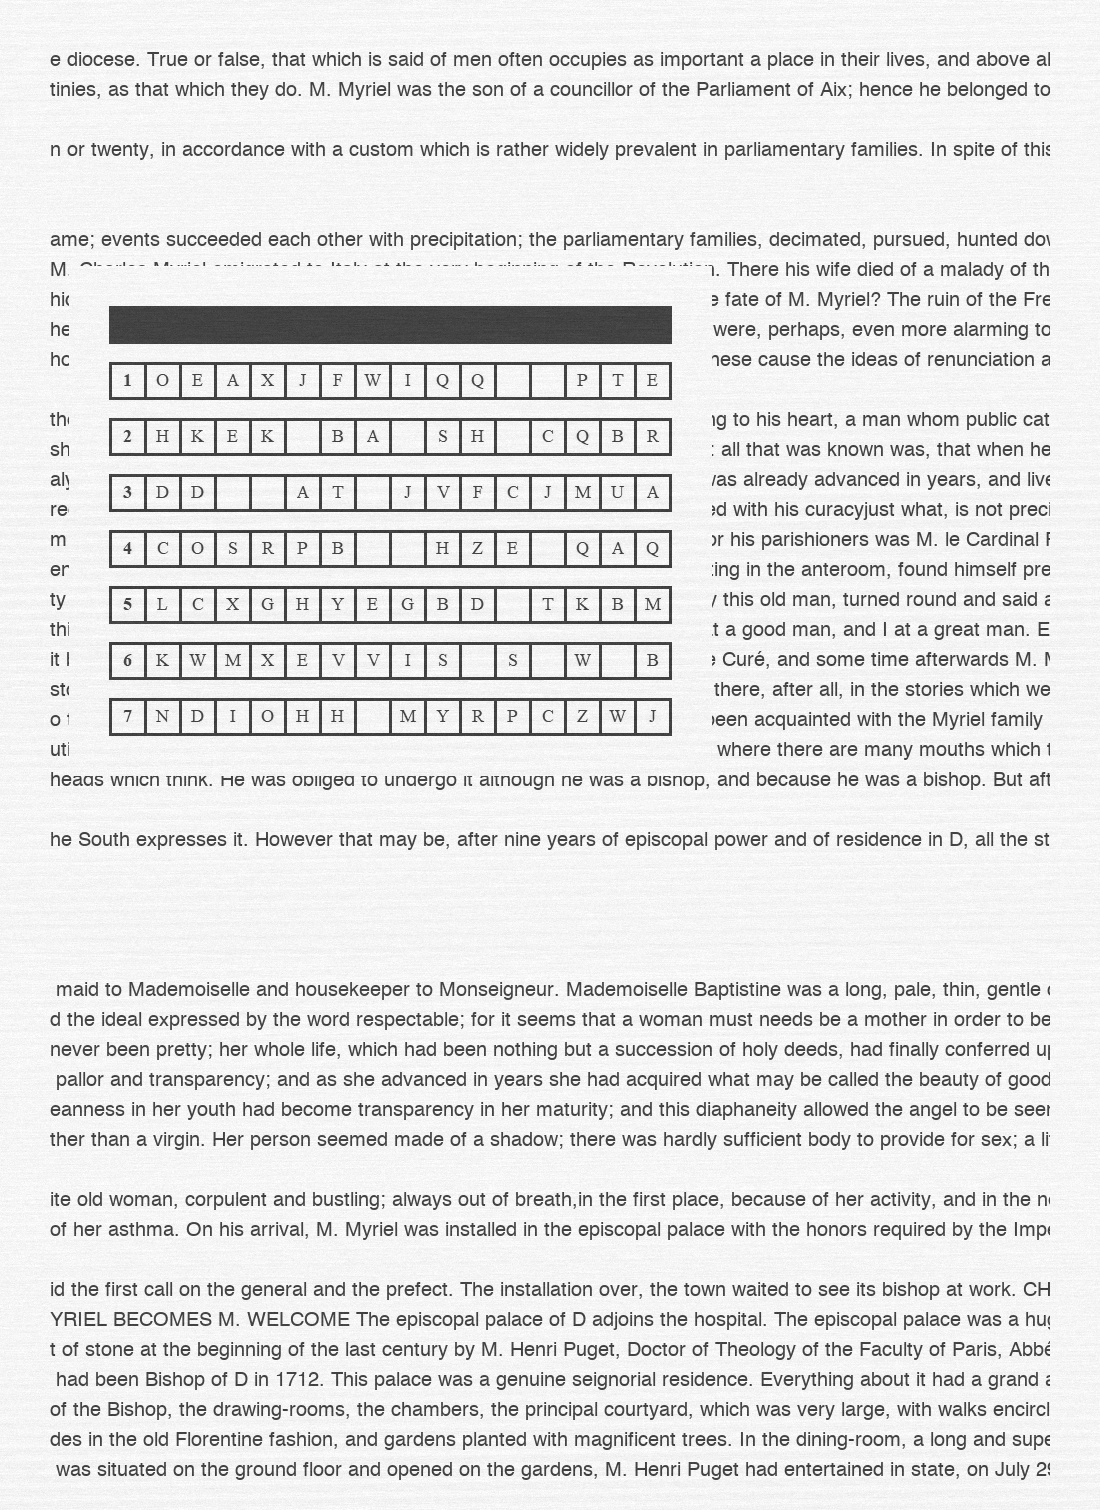 e diocese. True or false, that which is said of men often occupies as important a place in their lives, and above al
tinies, as that which they do. M. Myriel was the son of a councillor of the Parliament of Aix; hence he belonged to
n or twenty, in accordance with a custom which is rather widely prevalent in parliamentary families. In spite of this
ame; events succeeded each other with precipitation; the parliamentary families, decimated, pursued, hunted dov
M. Charles Myriel emigrated to Italy at the very beginning of the Revolution. There his wife died of a malady of th
hi e fate of M. Myriel? The ruin of the Fre
1 O E A X J F W I Q Q P T E
2 H K E K B A S H C Q B R
3 D D A T J V F C J M U A
4 C O S R P B H Z E Q A Q
5 L C X G H Y E G B D T K B M
6 K W M X E V V I S S W B
7 N D I O H H M Y R P C Z W J
he were, perhaps, even more alarming to
ho hese cause the ideas of renunciation a
the ng to his heart, a man whom public cat
sh all that was known was, that when he
aly was already advanced in years, and live
re ed with his curacyjust what, is not preci
m or his parishioners was M. le Cardinal F
en ting in the anteroom, found himself pre
ty y this old man, turned round and said a
thi at a good man, and I at a great man. E
it e Curé, and some time afterwards M. M
sto there, after all, in the stories which we
o been acquainted with the Myriel family
uti where there are many mouths which t
heads which think. He was obliged to undergo it although he was a bishop, and because he was a bishop. But aft
he South expresses it. However that may be, after nine years of episcopal power and of residence in D, all the st
maid to Mademoiselle and housekeeper to Monseigneur. Mademoiselle Baptistine was a long, pale, thin, gentle c
d the ideal expressed by the word respectable; for it seems that a woman must needs be a mother in order to be
never been pretty; her whole life, which had been nothing but a succession of holy deeds, had finally conferred up
pallor and transparency; and as she advanced in years she had acquired what may be called the beauty of good
eanness in her youth had become transparency in her maturity; and this diaphaneity allowed the angel to be seen
ther than a virgin. Her person seemed made of a shadow; there was hardly sufficient body to provide for sex; a li
ite old woman, corpulent and bustling; always out of breath,in the first place, because of her activity, and in the ne
of her asthma. On his arrival, M. Myriel was installed in the episcopal palace with the honors required by the Impe
id the first call on the general and the prefect. The installation over, the town waited to see its bishop at work. CH
YRIEL BECOMES M. WELCOME The episcopal palace of D adjoins the hospital. The episcopal palace was a hug
t of stone at the beginning of the last century by M. Henri Puget, Doctor of Theology of the Faculty of Paris, Abbé
had been Bishop of D in 1712. This palace was a genuine seignorial residence. Everything about it had a grand a
of the Bishop, the drawing-rooms, the chambers, the principal courtyard, which was very large, with walks encircl
des in the old Florentine fashion, and gardens planted with magnificent trees. In the dining-room, a long and supe
was situated on the ground floor and opened on the gardens, M. Henri Puget had entertained in state, on July 29